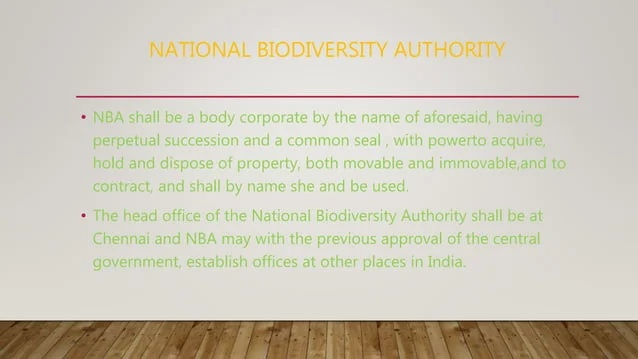 NATIONAL BIODIVERSITY AUTHORITY
• NBA shall be a body corporate by the name of aforesaid, having
perpetual succession and a common seal , with powerto acquire,
hold and dispose of property, both movable and immovable,and to
contract, and shall by name she and be used.
• The head office of the National Biodiversity Authority shall be at
Chennai and NBA may with the previous approval of the central
government, establish offices at other places in India.